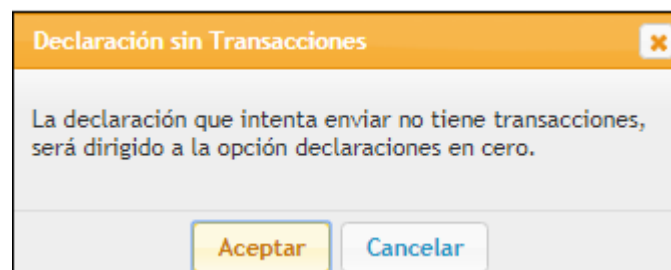 Declaración sin Transacciones
La declaración que intenta enviar no tiene transacciones,
será dirigido a la opción declaraciones en cero.
Aceptar Cancelar